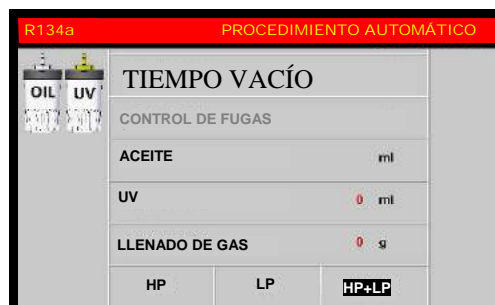 R134a PROCEDIMIENTO AUTOMÁTICO
OIL UV
TIEMPO VACÍO
CONTROL DE FUGAS
ACEITE ml
UV 0 ml
LLENADO DE GAS 0 g
HP LP HP+LP